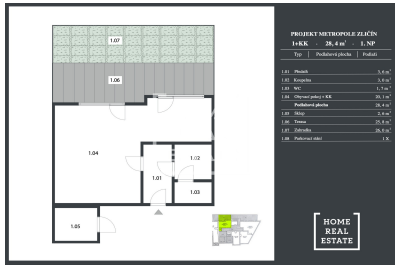 PROJEKT METROPOLE ZLIČÍN
1+KK · 28,4 m² · 1. NP
Typ Podlahová plocha Podlaží
1.01 Předsíň 3,0 m²
1.02 Koupelna 3,6 m²
1.03 WC 1,7 m²
1.04 Obývací pokoj + KK 20,1 m²
Podlahová plocha 28,4 m²
1.05 Sklep 2,9 m²
1.06 Terasa 25,8 m²
1.07 Zahrádka 26,0 m²
1.08 Parkovací stání 1 X
1.07
1.06
1.04
1.02
1.01
1.03
1.05
HOME
REAL
ESTATE